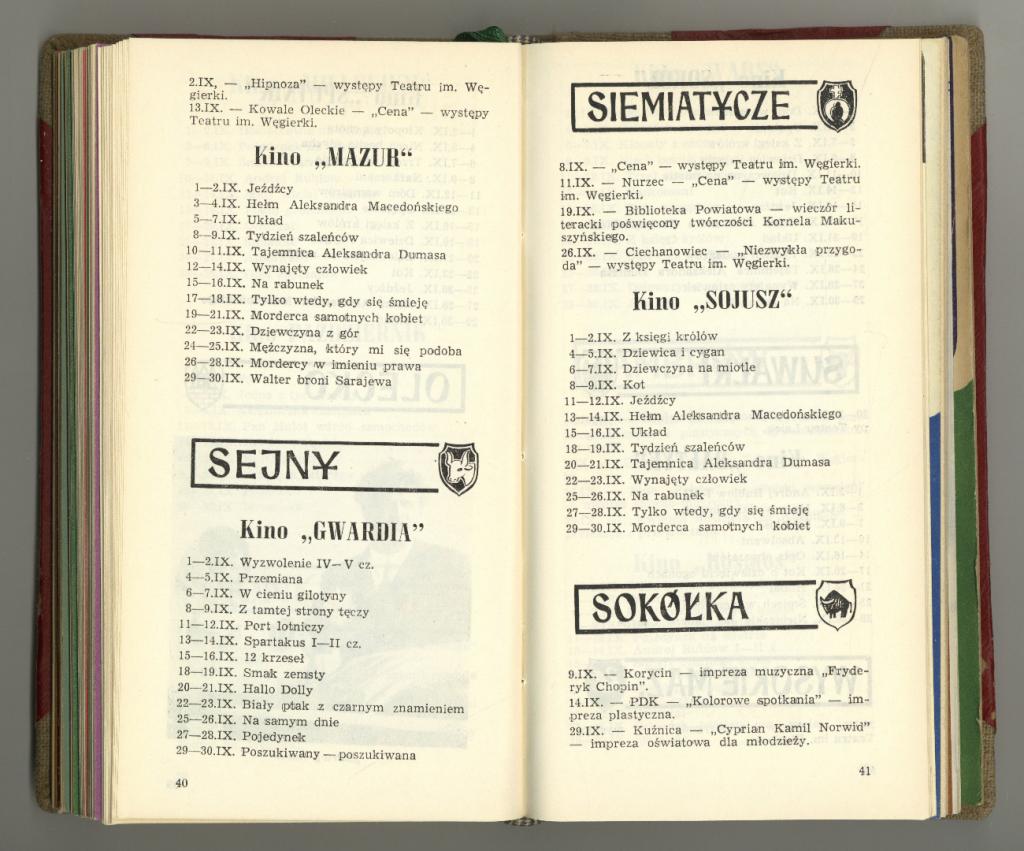 2.IX, — „Hipnoza” — występy Teatru im. Wę-
gierki.
13.IX. — Kowale Oleckie — „Cena” — występy
Teatru im. Węgierki.
Kino „MAZUR“
1—2.IX. Jeźdźcy
3—4.IX. Hełm Aleksandra Macedońskiego
5—7.IX. Układ
8—9.IX. Tydzień szaleńców
10—11.IX. Tajemnica Aleksandra Dumasa
12—14.IX. Wynajęty człowiek
15—16.IX. Na rabunek
17—18.IX. Tylko wtedy, gdy się śmieję
19—21.IX. Morderca samotnych kobiet
22—23.IX. Dziewczyna z gór
24—25.IX. Mężczyzna, który mi się podoba
26—28.IX. Mordercy w imieniu prawa
29—30.IX. Walter broni Sarajewa
SEJNY
Kino „GWARDIA”
1—2.IX. Wyzwolenie IV—V cz.
4—5.IX. Przemiana
6—7.IX. W cieniu gilotyny
8—9.IX. Z tamtej strony tęczy
11—12.IX. Port lotniczy
13—14.IX. Spartakus I—II cz.
15—16.IX. 12 krzeseł
18—19.IX. Smak zemsty
20—21.IX. Hallo Dolly
22—23.IX. Biały ptak z czarnym znamieniem
25—26.IX. Na samym dnie
27—28.IX. Pojedynek
29—30.IX. Poszukiwany — poszukiwana
40
SIEMIATYCZE
8.IX. — „Cena” — występy Teatru im. Węgierki.
11.IX. — Nurzec — „Cena” — występy Teatru
im. Węgierki.
19.IX. — Biblioteka Powiatowa — wieczór li-
teracki poświęcony twórczości Kornela Maku-
szyńskiego.
26.IX. — Ciechanowiec — „Niezwykła przygo-
da” — występy Teatru im. Węgierki.
Kino „SOJUSZ“
1—2.IX. Z księgi królów
4—5.IX. Dziewica i cygan
6—7.IX. Dziewczyna na miotle
8—9.IX. Kot
11—12.IX. Jeźdźcy
13—14.IX. Hełm Aleksandra Macedońskiego
15—16.IX. Układ
18—19.IX. Tydzień szaleńców
20—21.IX. Tajemnica Aleksandra Dumasa
22—23.IX. Wynajęty człowiek
25—26.IX. Na rabunek
27—28.IX. Tylko wtedy, gdy się śmieję
29—30.IX. Morderca samotnych kobiet
SOKÓŁKA
9.IX. — Korycin — impreza muzyczna „Fryde-
ryk Chopin”.
14.IX. — PDK — „Kolorowe spotkania” — im-
preza plastyczna.
29.IX. — Kuźnica — „Cyprian Kamil Norwid”
— impreza oświatowa dla młodzieży.
41